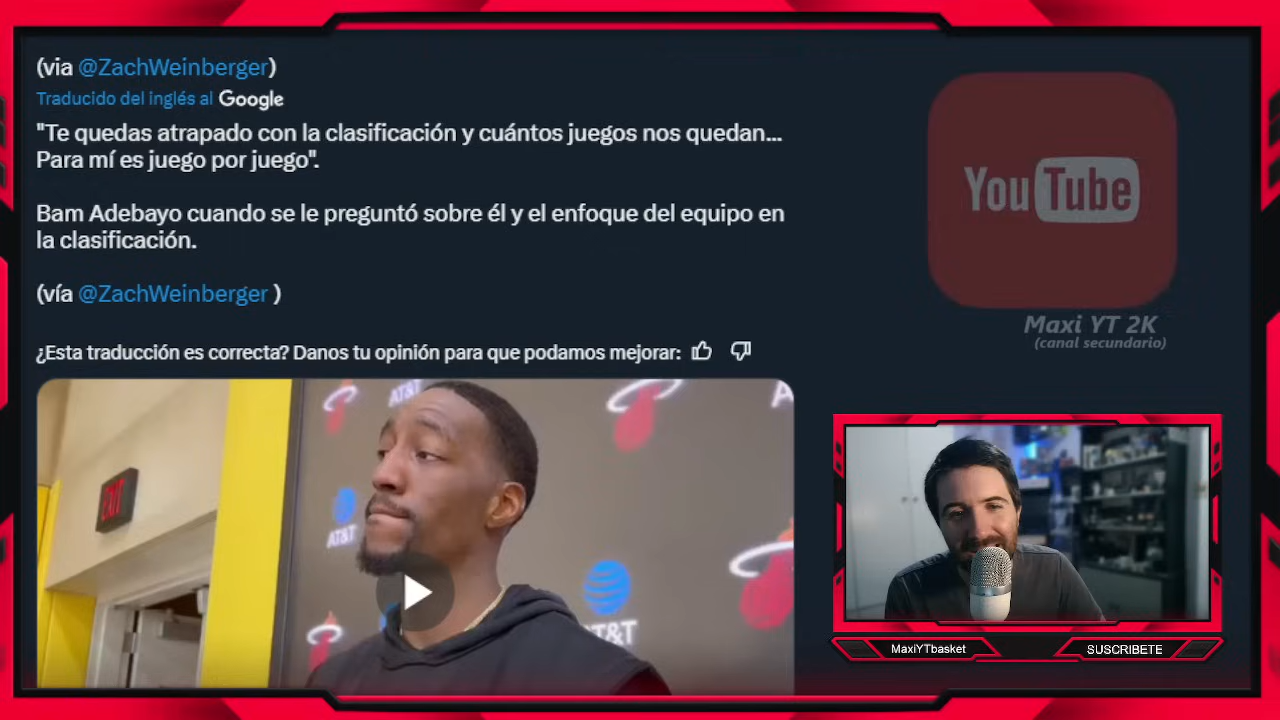 (via @ZachWeinberger)
Traducido del inglés al Google
"Te quedas atrapado con la clasificación y cuántos juegos nos quedan...
Para mí es juego por juego".
Bam Adebayo cuando se le preguntó sobre él y el enfoque del equipo en
la clasificación.
(vía @ZachWeinberger )
¿Esta traducción es correcta? Danos tu opinión para que podamos mejorar:
YouTube
Maxi YT 2K
(canal secundario)
AT&T
EXIT
AT&T
AT&T
MaxiYTbasket
SUSCRIBETE